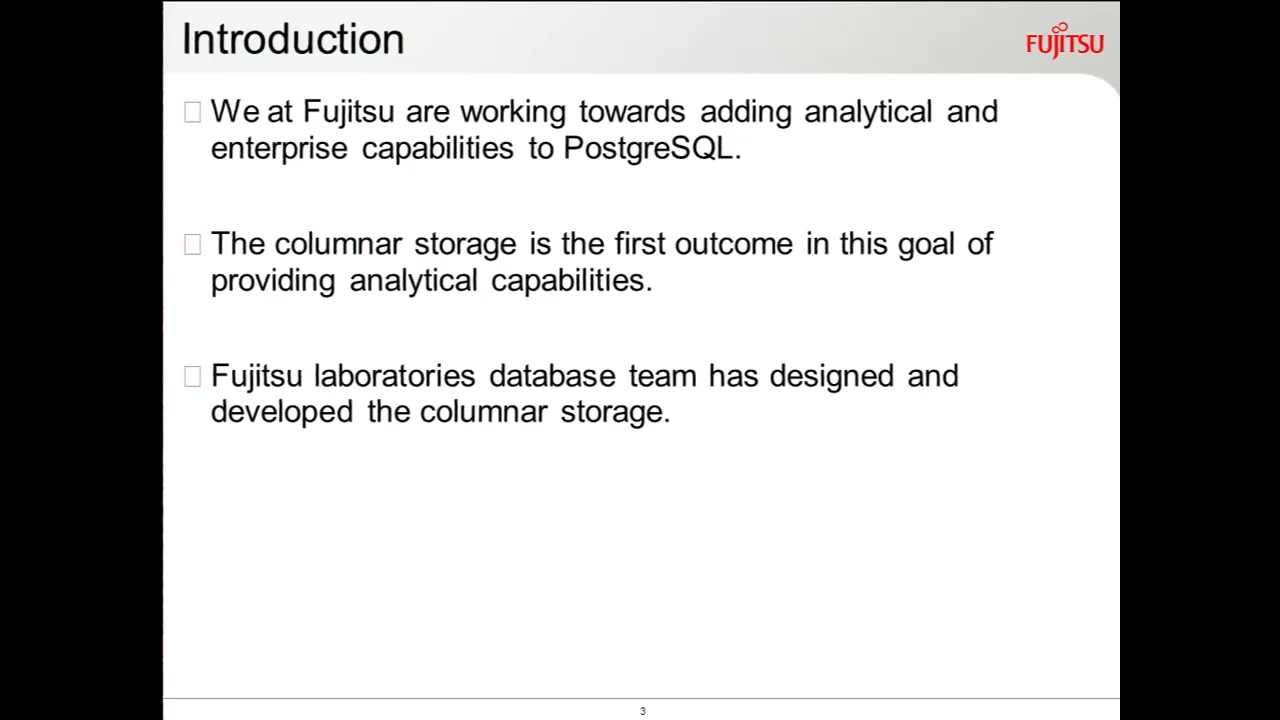 Introduction
FUJITSU
We at Fujitsu are working towards adding analytical and
enterprise capabilities to PostgreSQL.
The columnar storage is the first outcome in this goal of
providing analytical capabilities.
Fujitsu laboratories database team has designed and
developed the columnar storage.
3